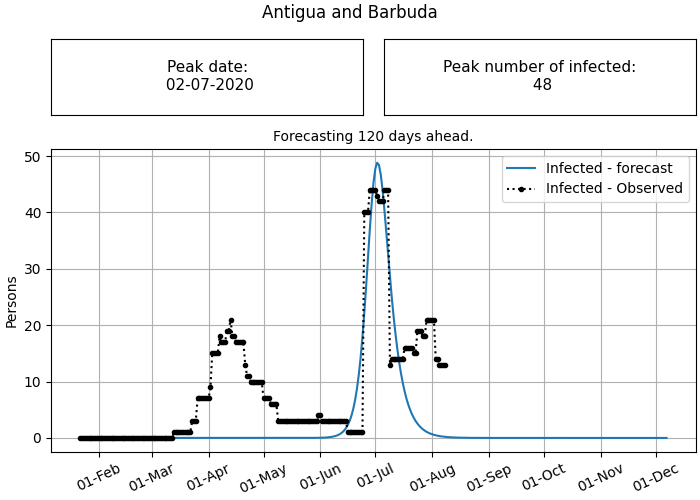 Antigua and Barbuda
Peak date:
02-07-2020
Peak number of infected:
48
Forecasting 120 days ahead.
Infected - forecast
Infected - Observed
Persons
50
40
30
20
10
0
01-Feb
01-Mar
01-Apr
01-May
01-Jun
01-Jul
01-Aug
01-Sep
01-Oct
01-Nov
01-Dec